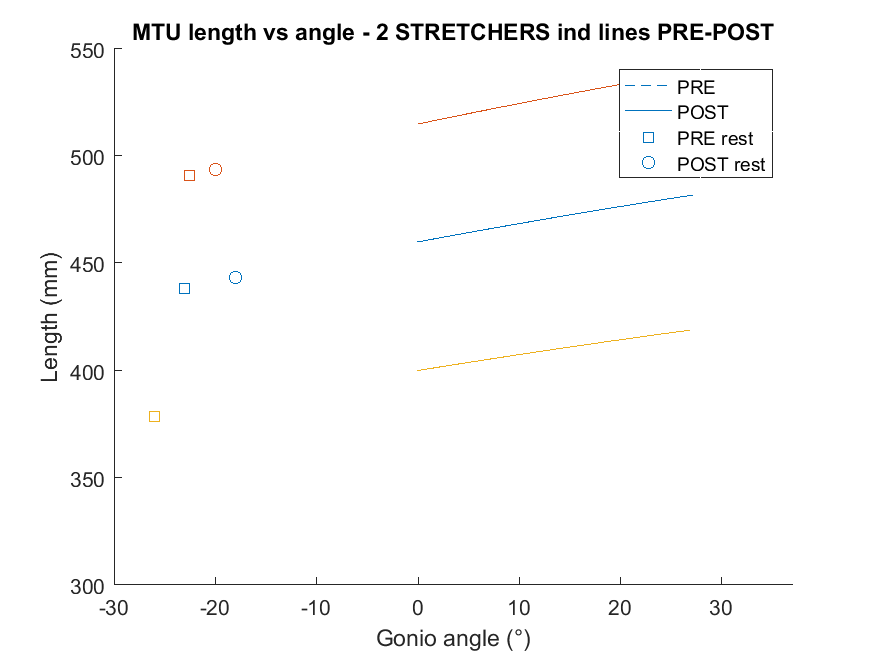 MTU length vs angle - 2 STRETCHERS ind lines PRE-POST
550
500
450
400
350
300
Length (mm)
-30 -20 -10 0 10 20 30
Gonio angle (°)
PRE
POST
PRE rest
POST rest